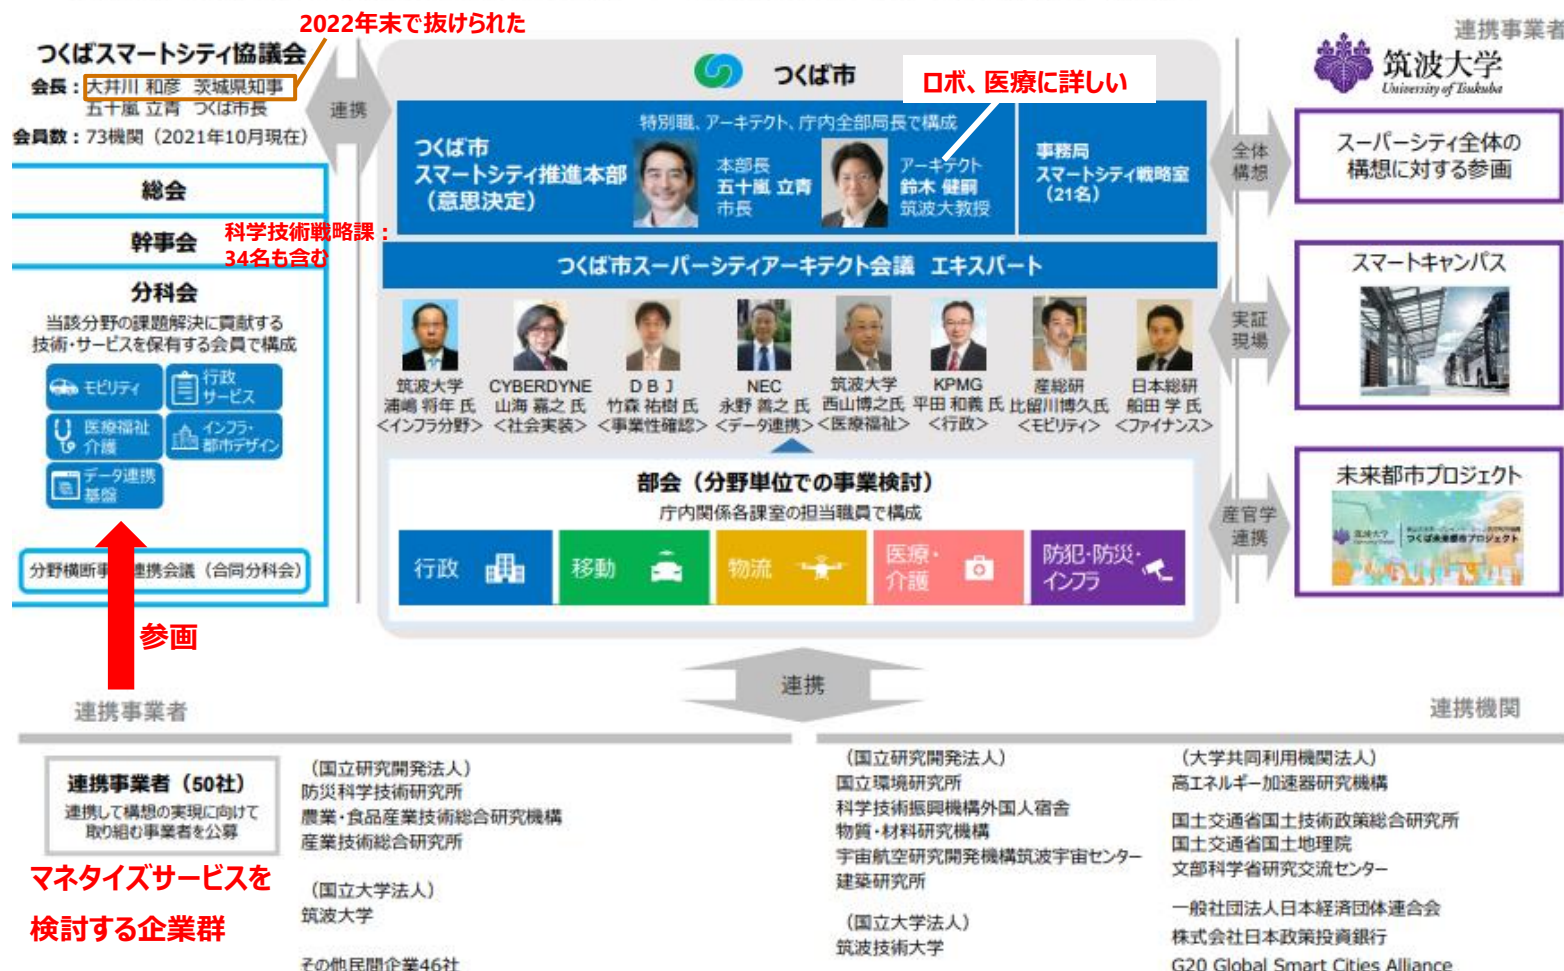 2022年末で抜けられた
つくばスマートシティ協議会
会長：大井川 和彦 茨城県知事
五十嵐 立青 つくば市長
会員数：73機関（2021年10月現在）
連携
総会
幹事会
科学技術戦略課：
34名も含む
分科会
当該分野の課題解決に貢献する
技術・サービスを保有する会員で構成
モビリティ
行政
サービス
医療福祉
介護
インフラ・
都市デザイン
データ連携
基盤
分野横断事 連携会議（合同分科会）
参画
つくば市
ロボ、医療に詳しい
特別職、アーキテクト、庁内全部局長で構成
つくば市
スマートシティ推進本部
（意思決定）
本部長
五十嵐 立青
市長
アーキテクト
鈴木 健嗣
筑波大教授
事務局
スマートシティ戦略室
（21名）
つくば市スーパーシティアーキテクト会議 エキスパート
筑波大学
浦嶋 将年 氏
＜インフラ分野＞
CYBERDYNE
山海 嘉之 氏
＜社会実装＞
ＤＢＪ
竹森 祐樹 氏
＜事業性確認＞
NEC
永野 善之 氏
＜データ連携＞
筑波大学
西山博之 氏
＜医療福祉＞
KPMG
平田 和義 氏
＜行政＞
産総研
比留川博久氏
＜モビリティ＞
日本総研
船田 学 氏
＜ファイナンス＞
部会（分野単位での事業検討）
庁内関係各課室の担当職員で構成
行政
移動
物流
医療・
介護
防犯・防災・
インフラ
全体
構想
実証
現場
産官学
連携
連携事業者
筑波大学
University of Tsukuba
スーパーシティ全体の
構想に対する参画
スマートキャンパス
未来都市プロジェクト
筑波大学
つくば未来都市プロジェクト
連携
連携事業者
連携事業者（50社）
連携して構想の実現に向けて
取り組む事業者を公募
マネタイズサービスを
検討する企業群
（国立研究開発法人）
防災科学技術研究所
農業・食品産業技術総合研究機構
産業技術総合研究所
（国立大学法人）
筑波大学
その他民間企業46社
連携機関
（国立研究開発法人）
国立環境研究所
科学技術振興機構外国人宿舎
物質・材料研究機構
宇宙航空研究開発機構筑波宇宙センター
建築研究所
（国立大学法人）
筑波技術大学
（大学共同利用機関法人）
高エネルギー加速器研究機構
国土交通省国土技術政策総合研究所
国土交通省国土地理院
文部科学省研究交流センター
一般社団法人日本経済団体連合会
株式会社日本政策投資銀行
G20 Global Smart Cities Alliance